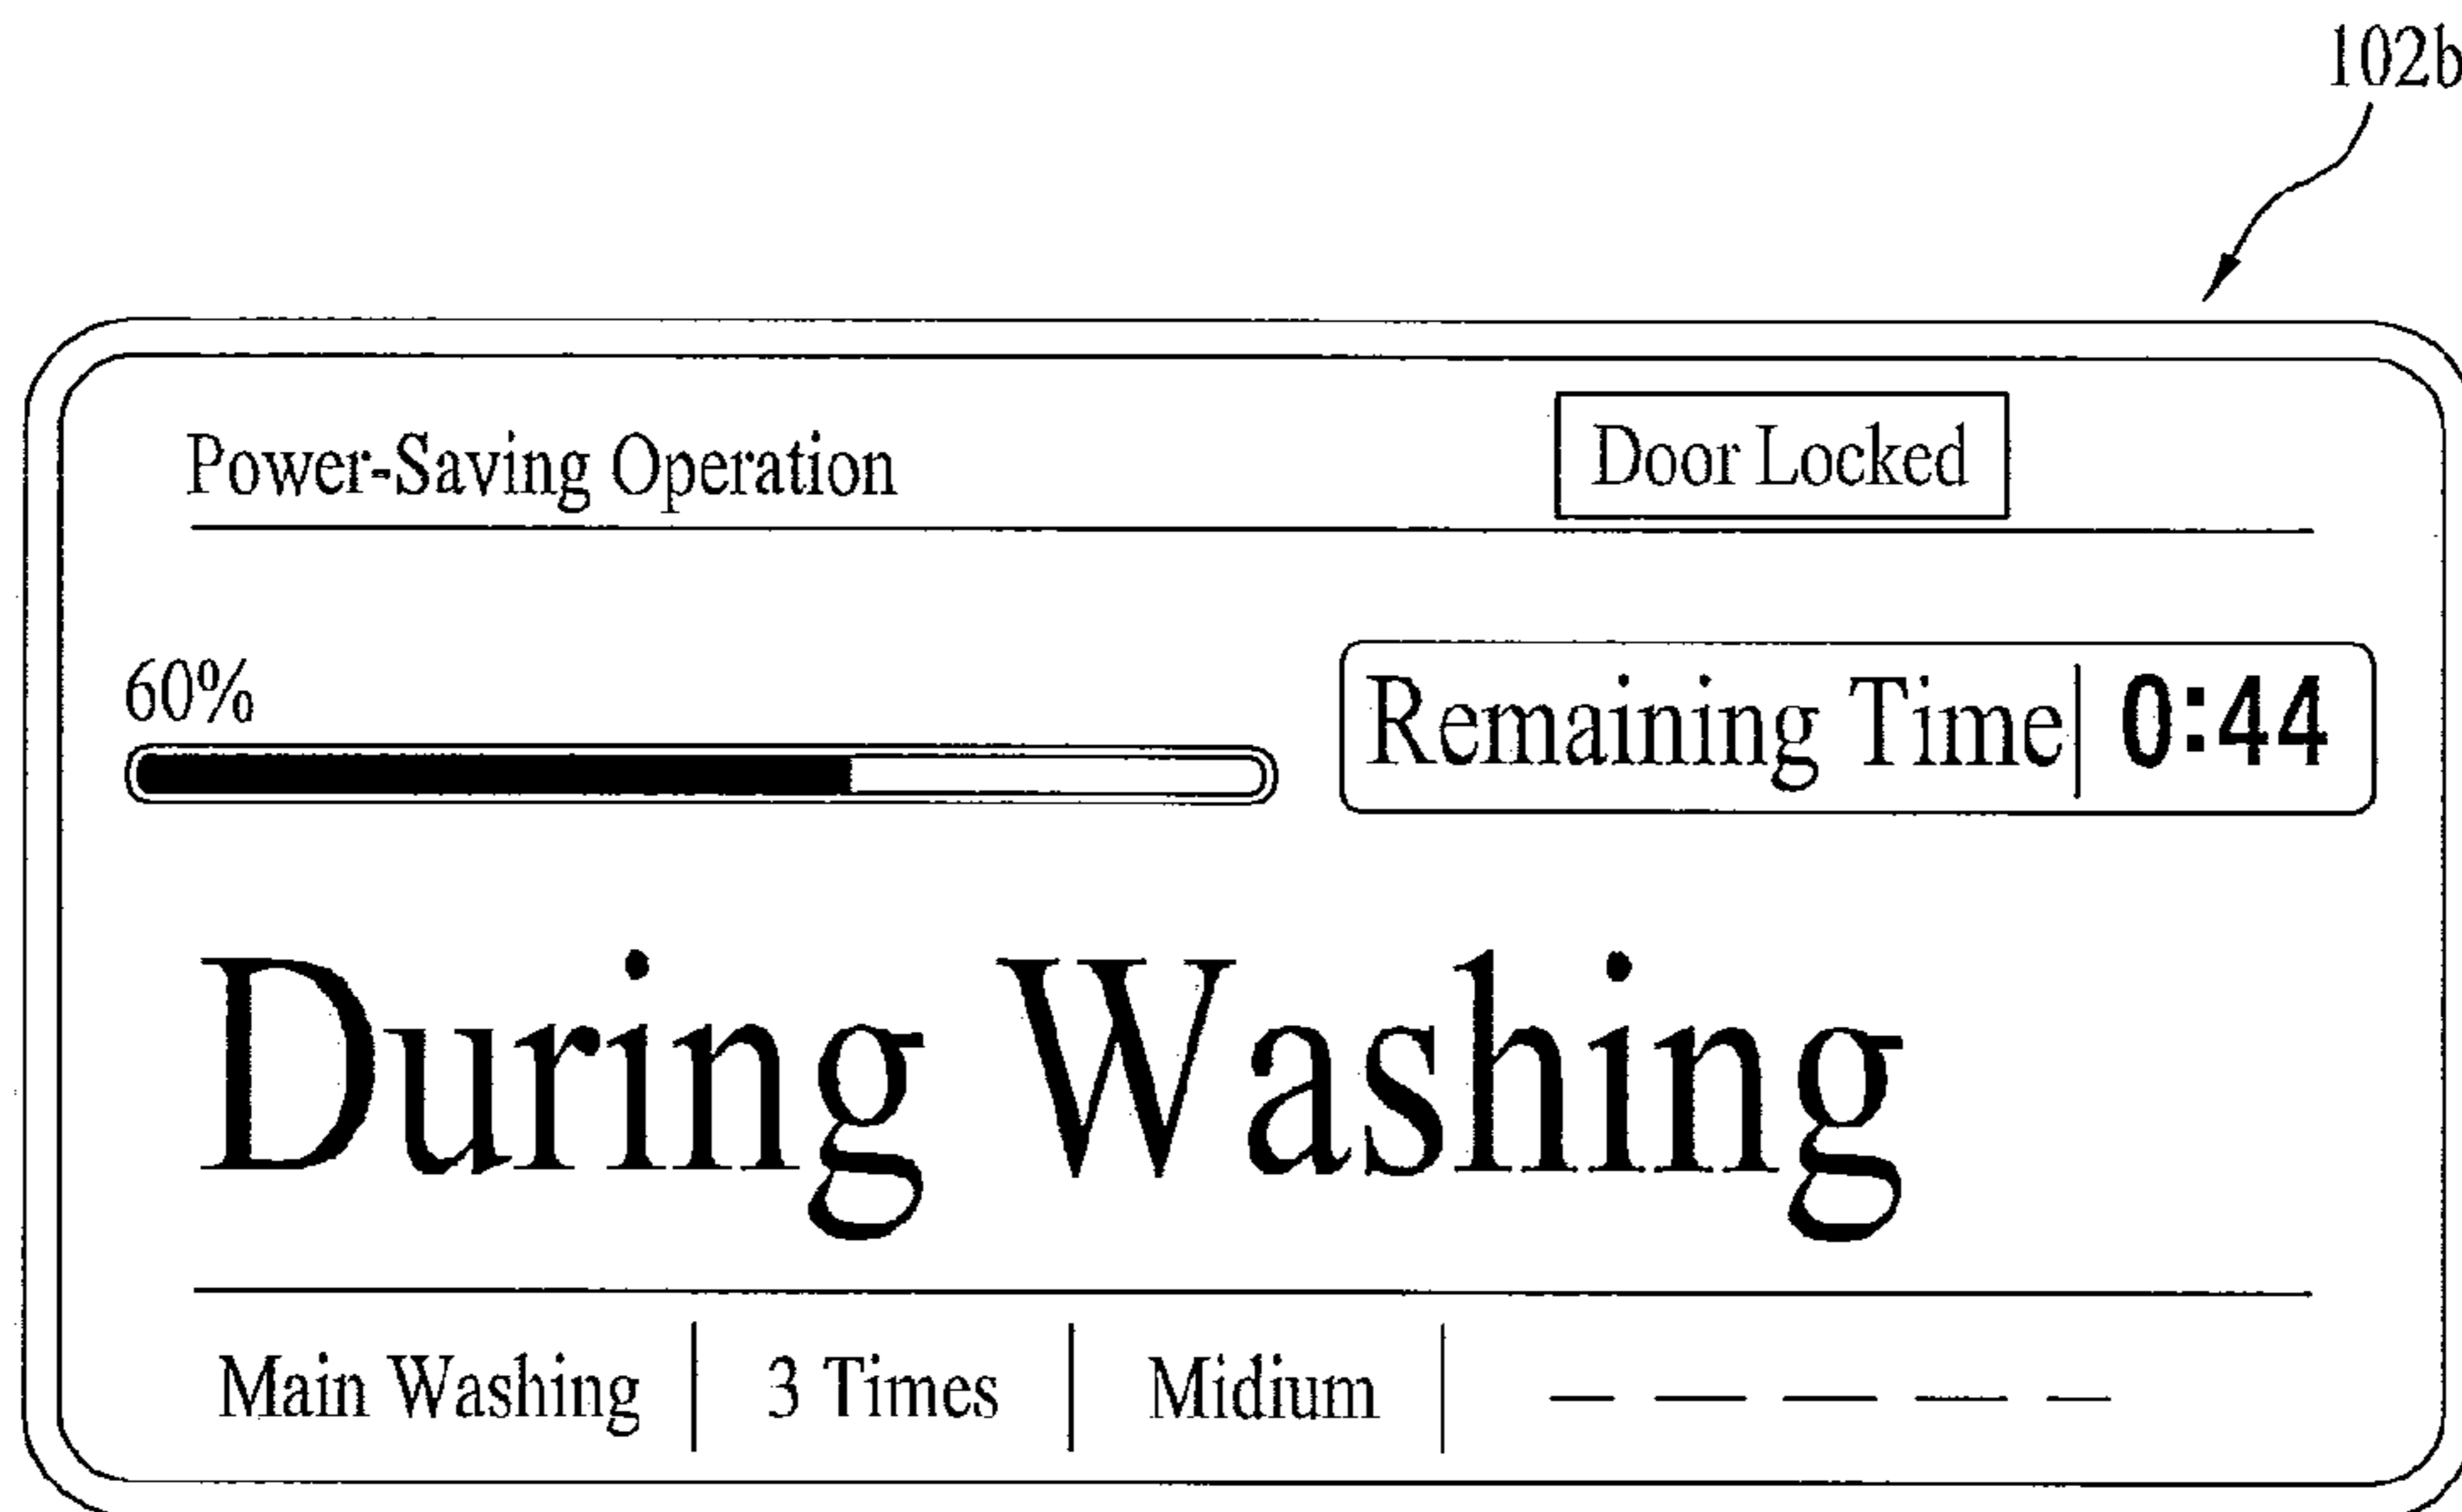 102b
Power-Saving Operation Door Locked
60%
Remaining Time 0:44
During Washing
Main Washing 3 Times Midium